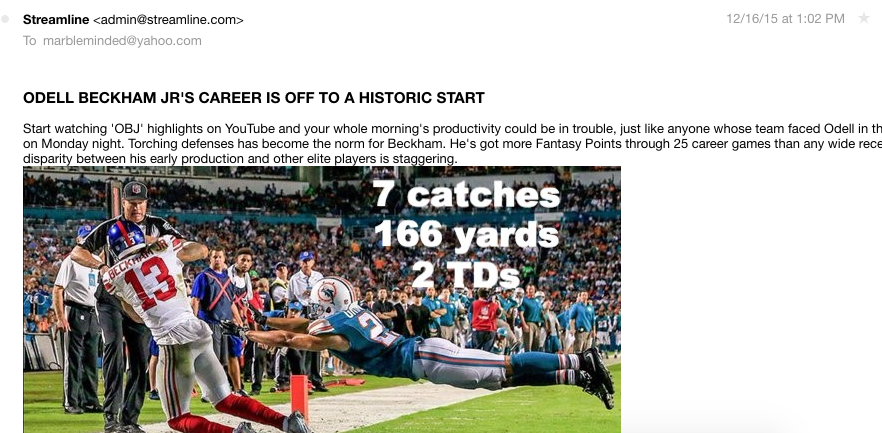 Streamline <admin@streamline.com>
12/16/15 at 1:02 PM
To marbleminded@yahoo.com
ODELL BECKHAM JR'S CAREER IS OFF TO A HISTORIC START
Start watching 'OBJ' highlights on YouTube and your whole morning's productivity could be in trouble, just like anyone whose team faced Odell in th
on Monday night. Torching defenses has become the norm for Beckham. He's got more Fantasy Points through 25 career games than any wide rece
disparity between his early production and other elite players is staggering.
7 catches
166 yards
2 TDs
BECKHAM JR
13